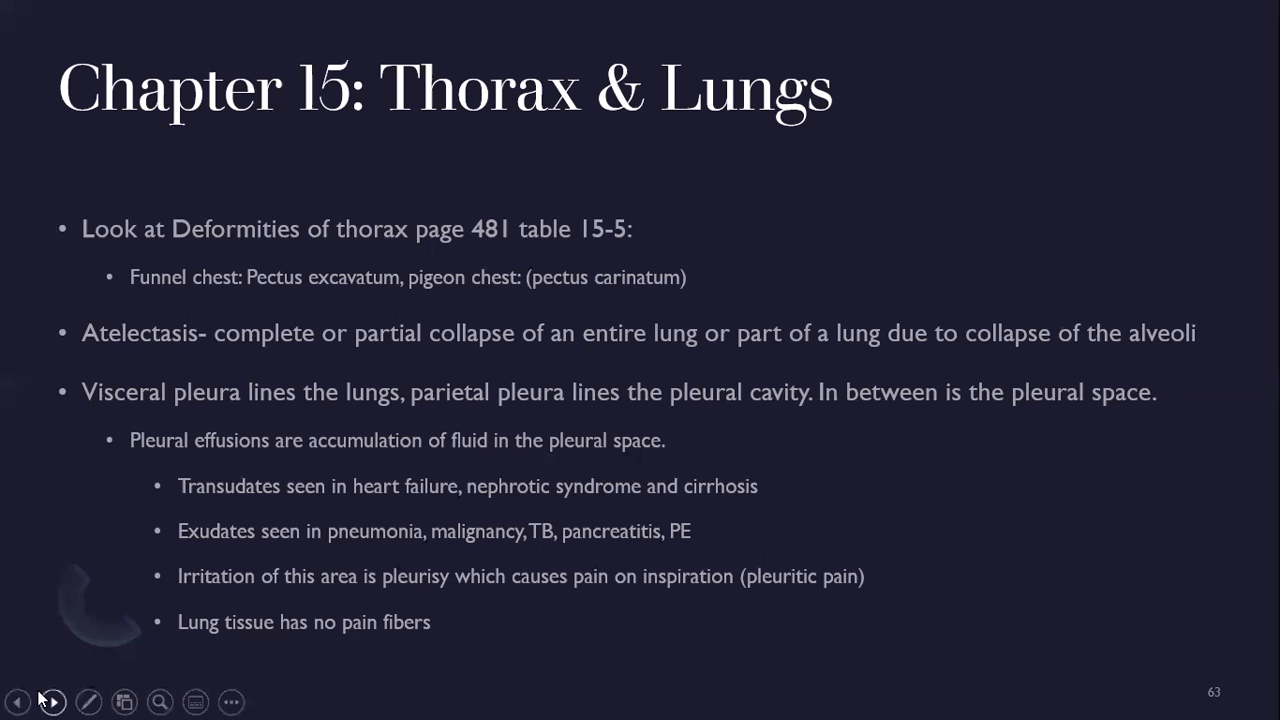 Chapter 15: Thorax & Lungs
• Look at Deformities of thorax page 481 table 15-5:
• Funnel chest: Pectus excavatum, pigeon chest: (pectus carinatum)
• Atelectasis- complete or partial collapse of an entire lung or part of a lung due to collapse of the alveoli
• Visceral pleura lines the lungs, parietal pleura lines the pleural cavity. In between is the pleural space.
• Pleural effusions are accumulation of fluid in the pleural space.
• Transudates seen in heart failure, nephrotic syndrome and cirrhosis
• Exudates seen in pneumonia, malignancy, TB, pancreatitis, PE
• Irritation of this area is pleurisy which causes pain on inspiration (pleuritic pain)
• Lung tissue has no pain fibers
63